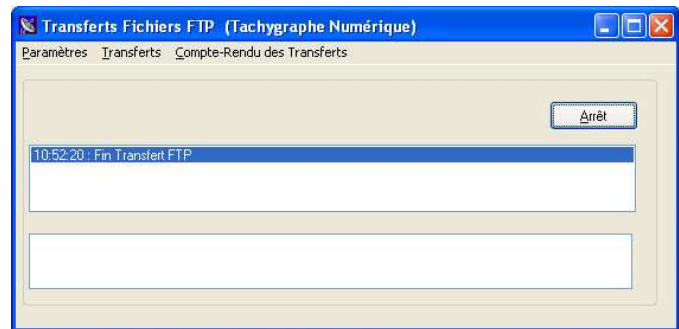 Transferts Fichiers FTP (Tachygraphe Numérique)
Paramètres Transferts Compte-Rendu des Transferts
Arrêt
10:52:20 : Fin Transfert FTP